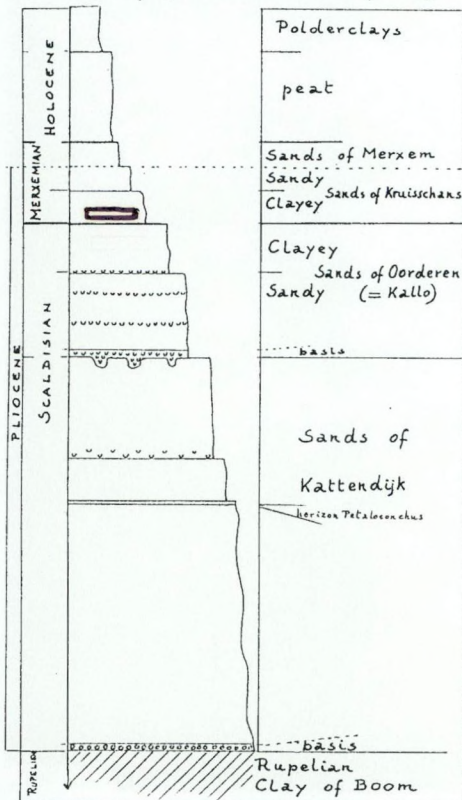 HOLOCENE
MERXEMIAN
PLIOCENE
SCALDISIAN
RUPELIEN
Polderclays
peat
Sands of Merxem
Sandy
Sands of Kruisschans
Clayey
Clayey
Sands of Oorderen
Sandy (= Kallo)
basis
Sands of
Kattendijk
horizon Petaloconchus
basis
Rupelian
Clay of Boom